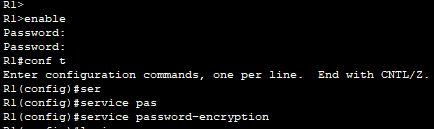 R1>
R1>enable
Password:
Password:
R1#conf t
Enter configuration commands, one per line.  End with CNTL/Z.
R1(config)#ser
R1(config)#service pas
R1(config)#service password-encryption